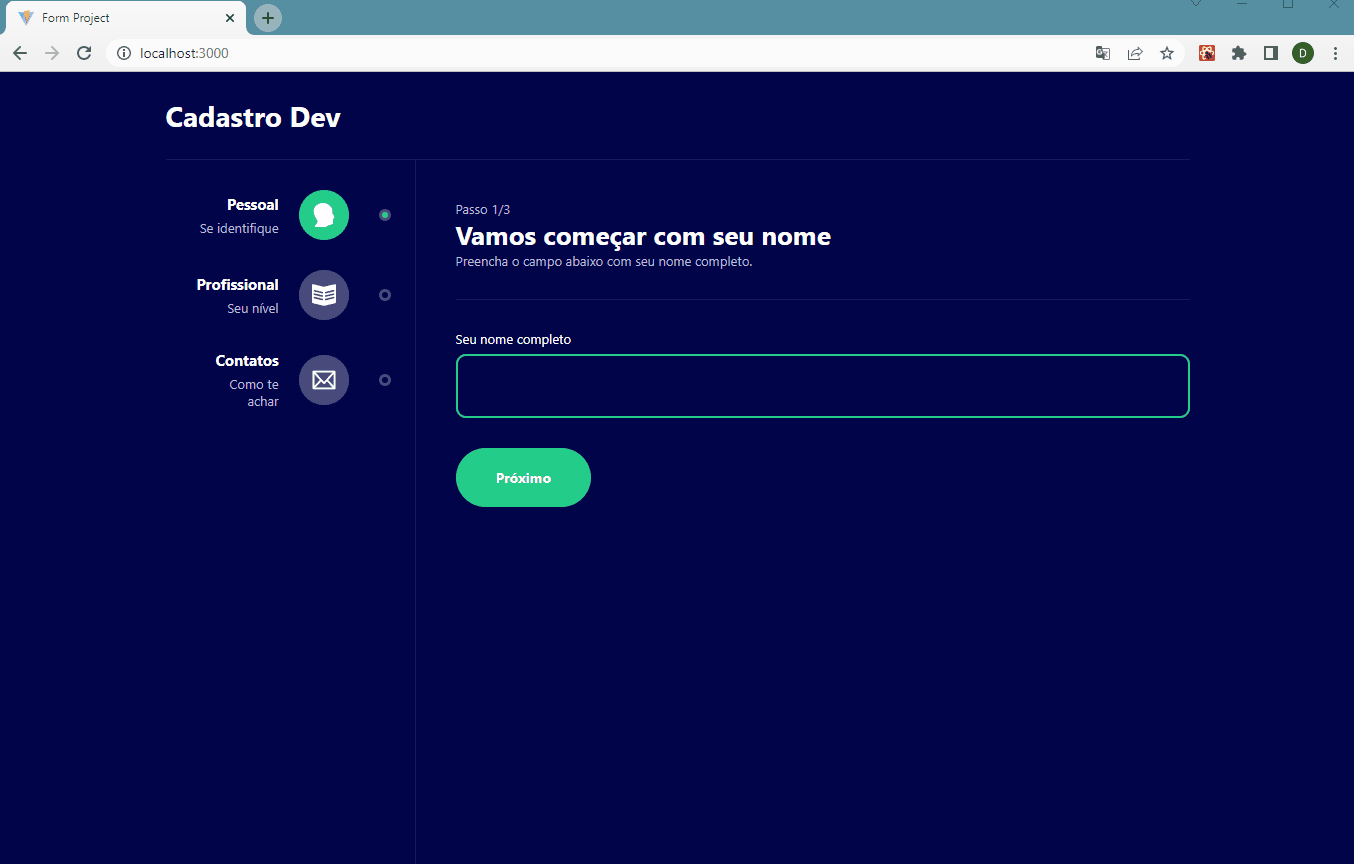 Form Project
localhost:3000
D
Cadastro Dev
Pessoal
Se identifique
Profissional
Seu nível
Contatos
Como te
achar
Passo 1/3
Vamos começar com seu nome
Preencha o campo abaixo com seu nome completo.
Seu nome completo
Próximo